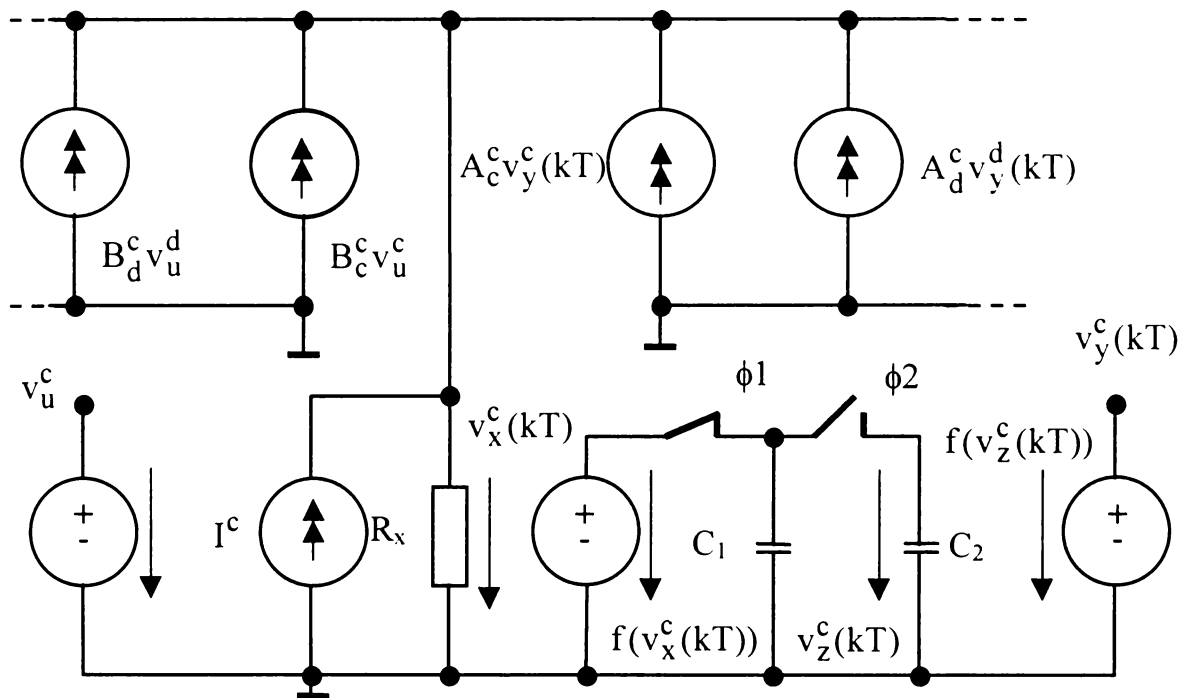 A_c^c v_y^c(kT)
A_d^c v_y^d(kT)
B_d^c v_u^d
B_c^c v_u^c
v_u^c
v_y^c(kT)
ϕ1
ϕ2
v_x^c(kT)
f(v_z^c(kT))
+
-
I^c
R_x
+
-
C_1
C_2
+
-
f(v_x^c(kT))
v_z^c(kT)